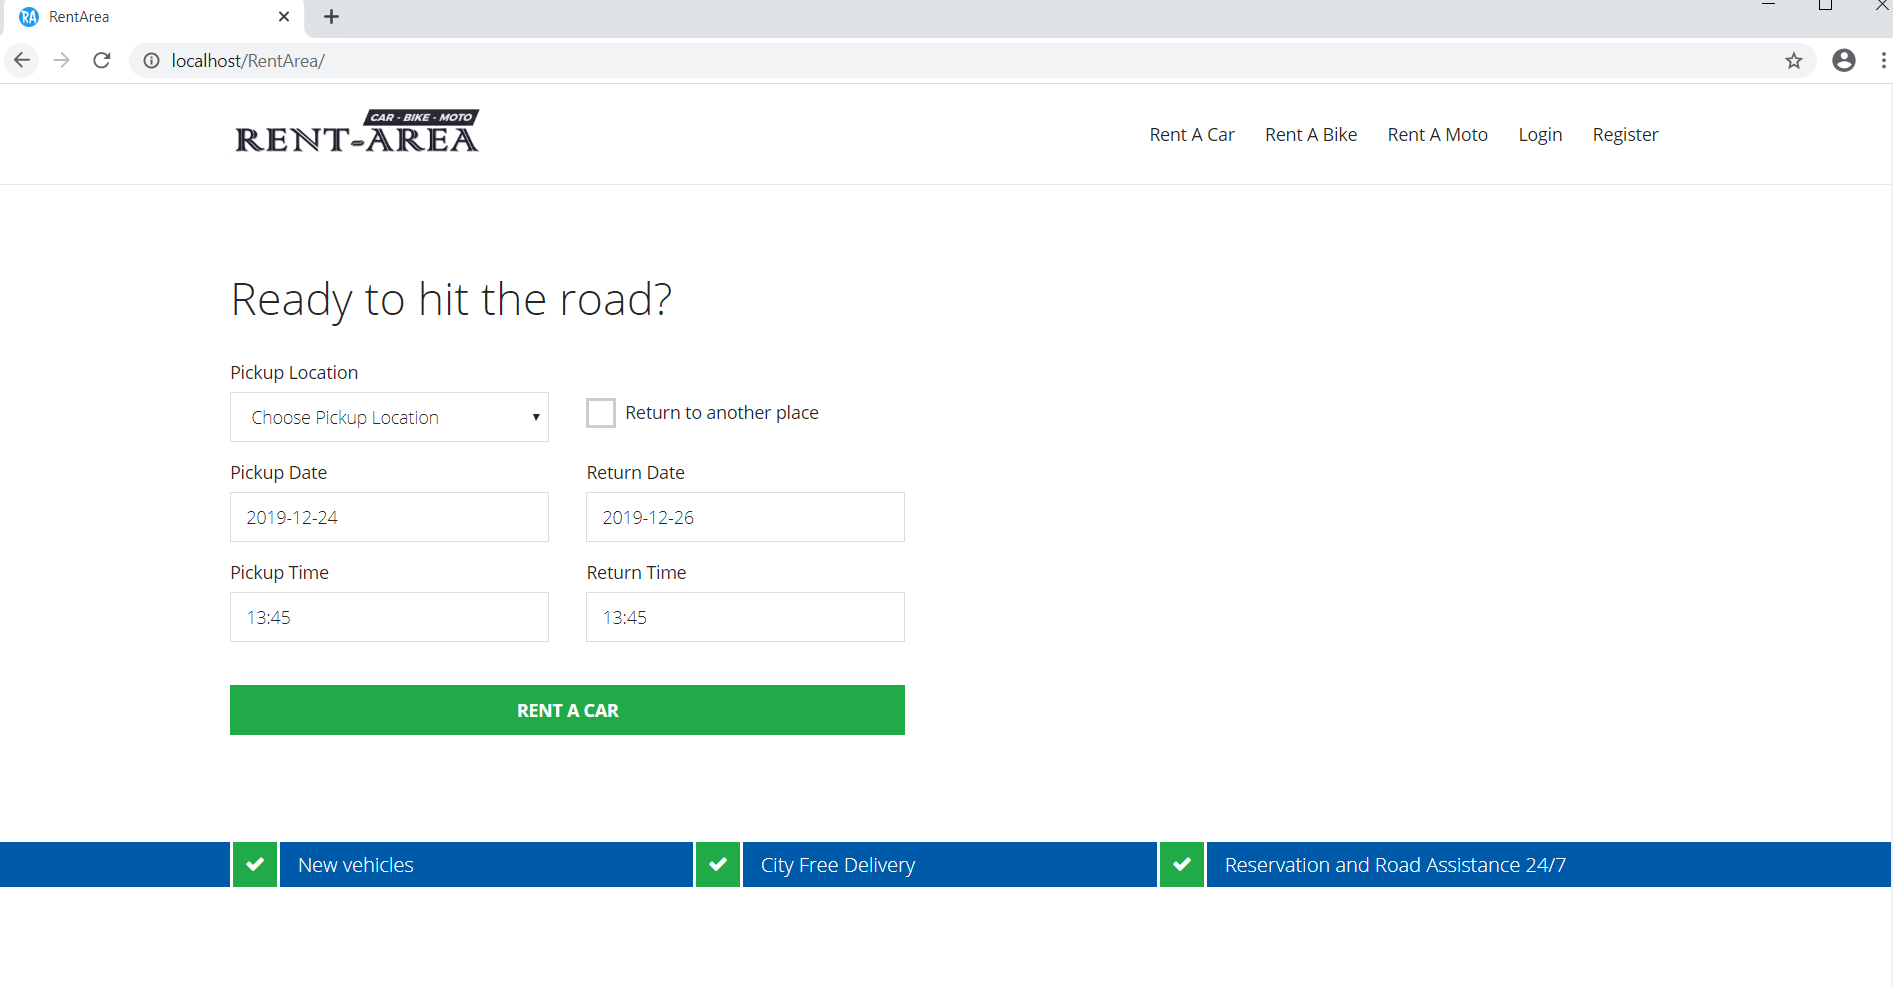 RentArea
localhost/RentArea/
CAR - BIKE - MOTO
RENT-AREA
Rent A Car Rent A Bike Rent A Moto Login Register
Ready to hit the road?
Pickup Location
Choose Pickup Location
Return to another place
Pickup Date Return Date
2019-12-24 2019-12-26
Pickup Time Return Time
13:45 13:45
RENT A CAR
New vehicles City Free Delivery Reservation and Road Assistance 24/7